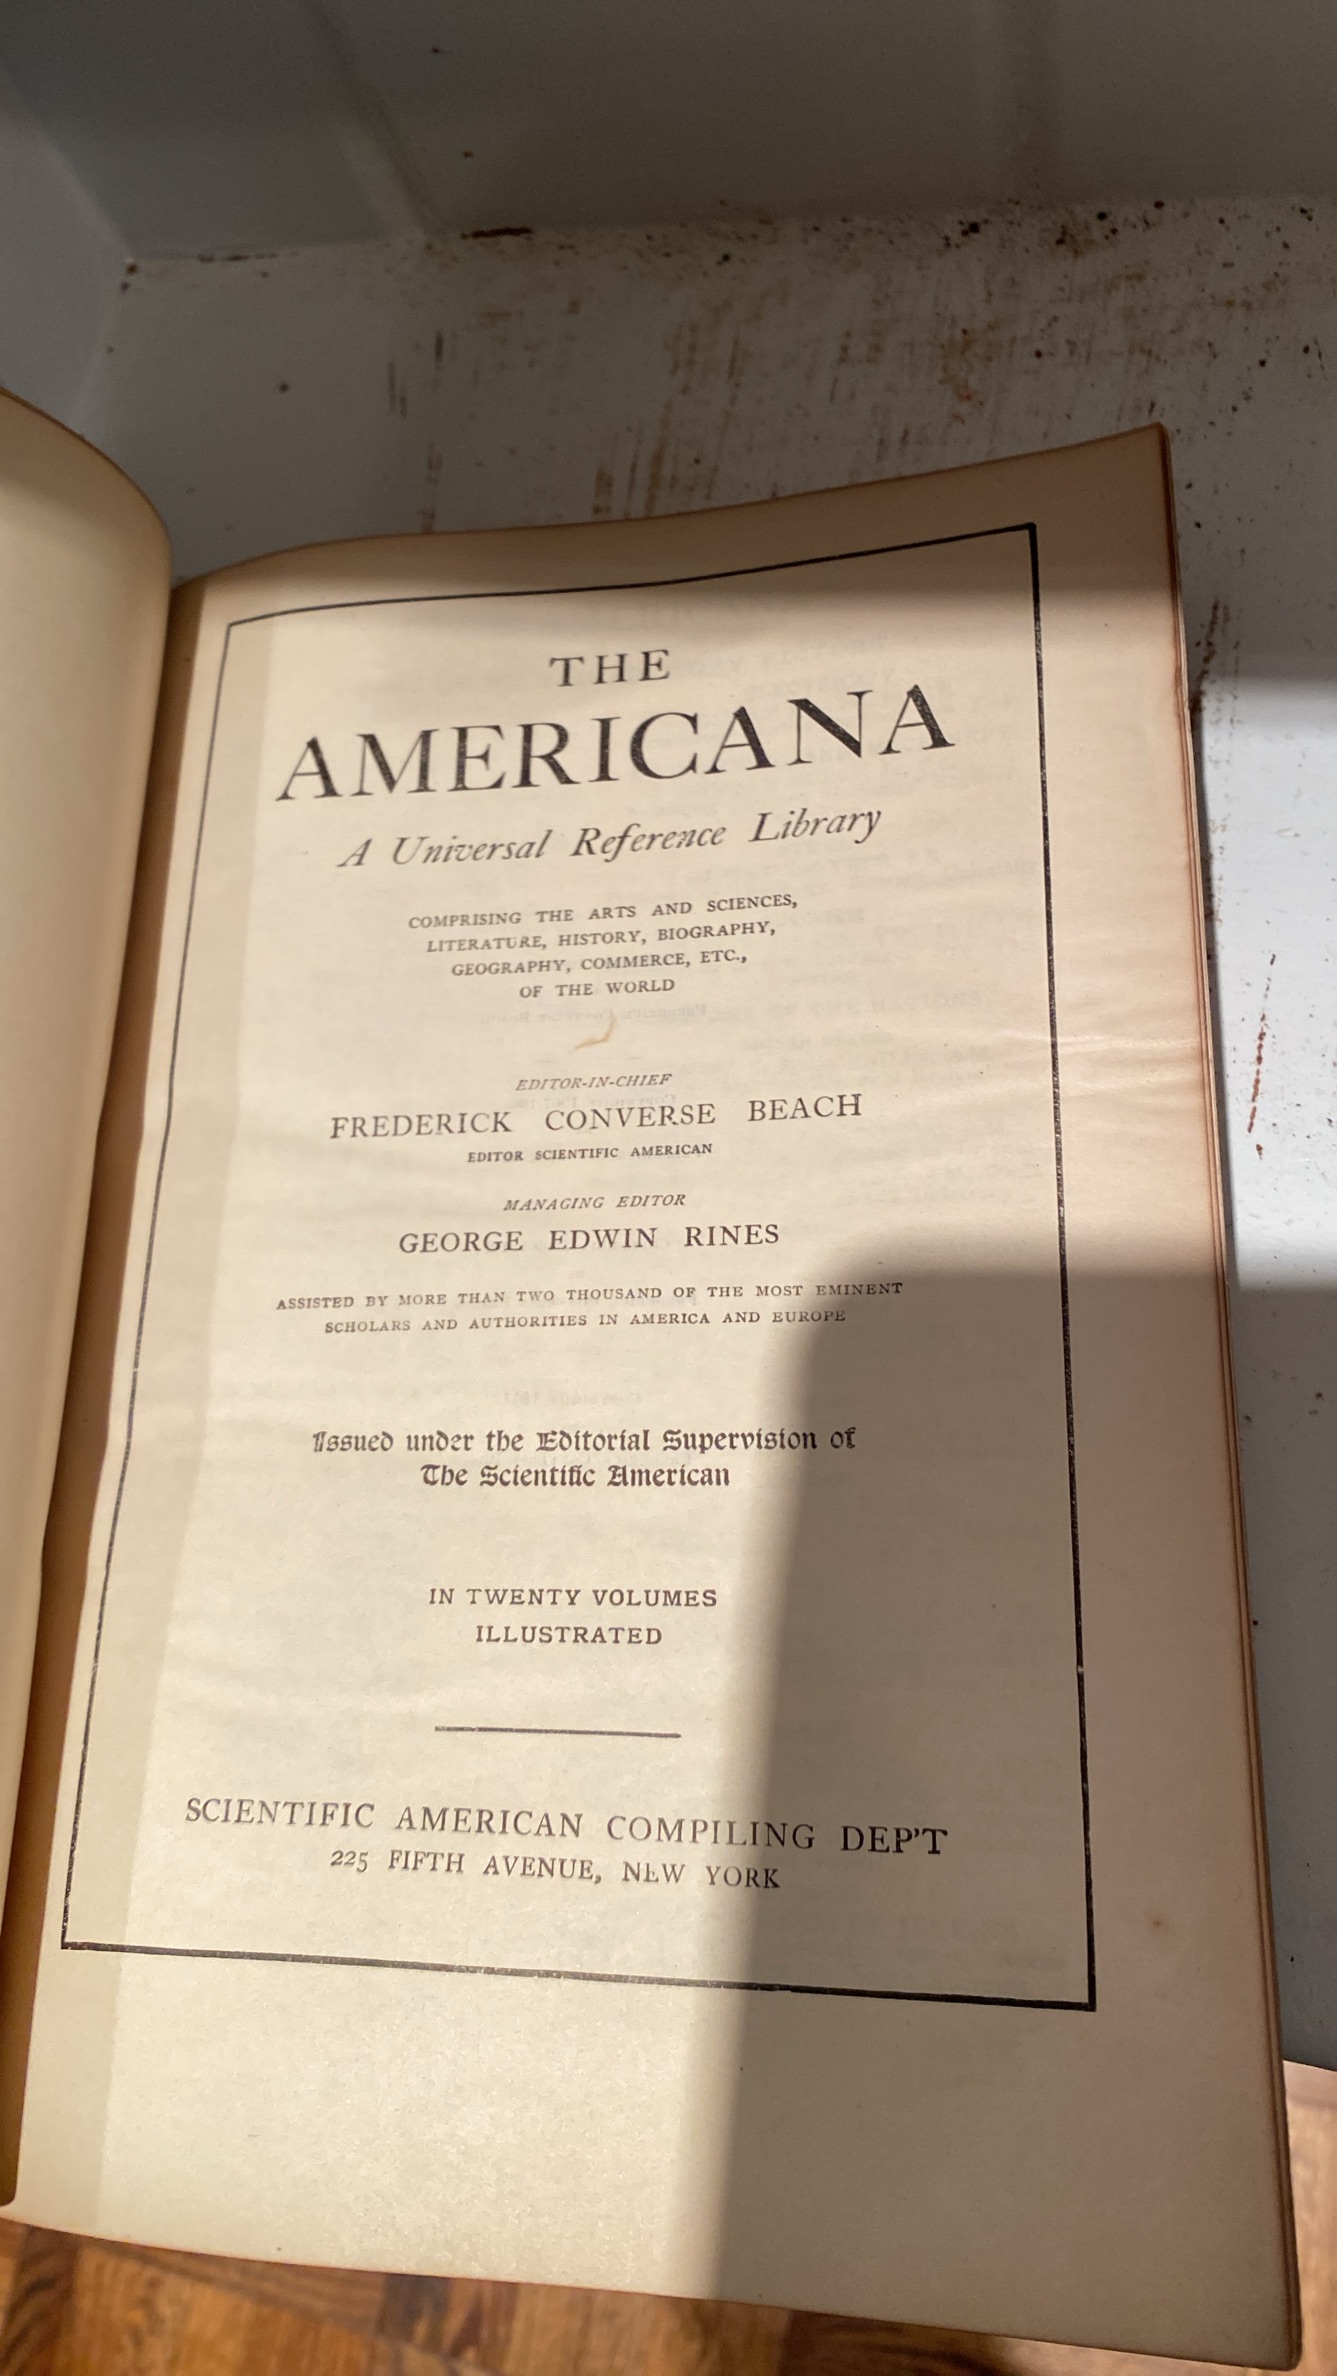 THE
AMERICANA
A Universal Reference Library
COMPRISING THE ARTS AND SCIENCES,
LITERATURE, HISTORY, BIOGRAPHY,
GEOGRAPHY, COMMERCE, ETC.,
OF THE WORLD
EDITOR-IN-CHIEF
FREDERICK CONVERSE BEACH
EDITOR SCIENTIFIC AMERICAN
MANAGING EDITOR
GEORGE EDWIN RINES
ASSISTED BY MORE THAN TWO THOUSAND OF THE MOST EMINENT
SCHOLARS AND AUTHORITIES IN AMERICA AND EUROPE
Issued under the Editorial Supervision of
The Scientific American
IN TWENTY VOLUMES
ILLUSTRATED
SCIENTIFIC AMERICAN COMPILING DEP'T
225 FIFTH AVENUE, NEW YORK